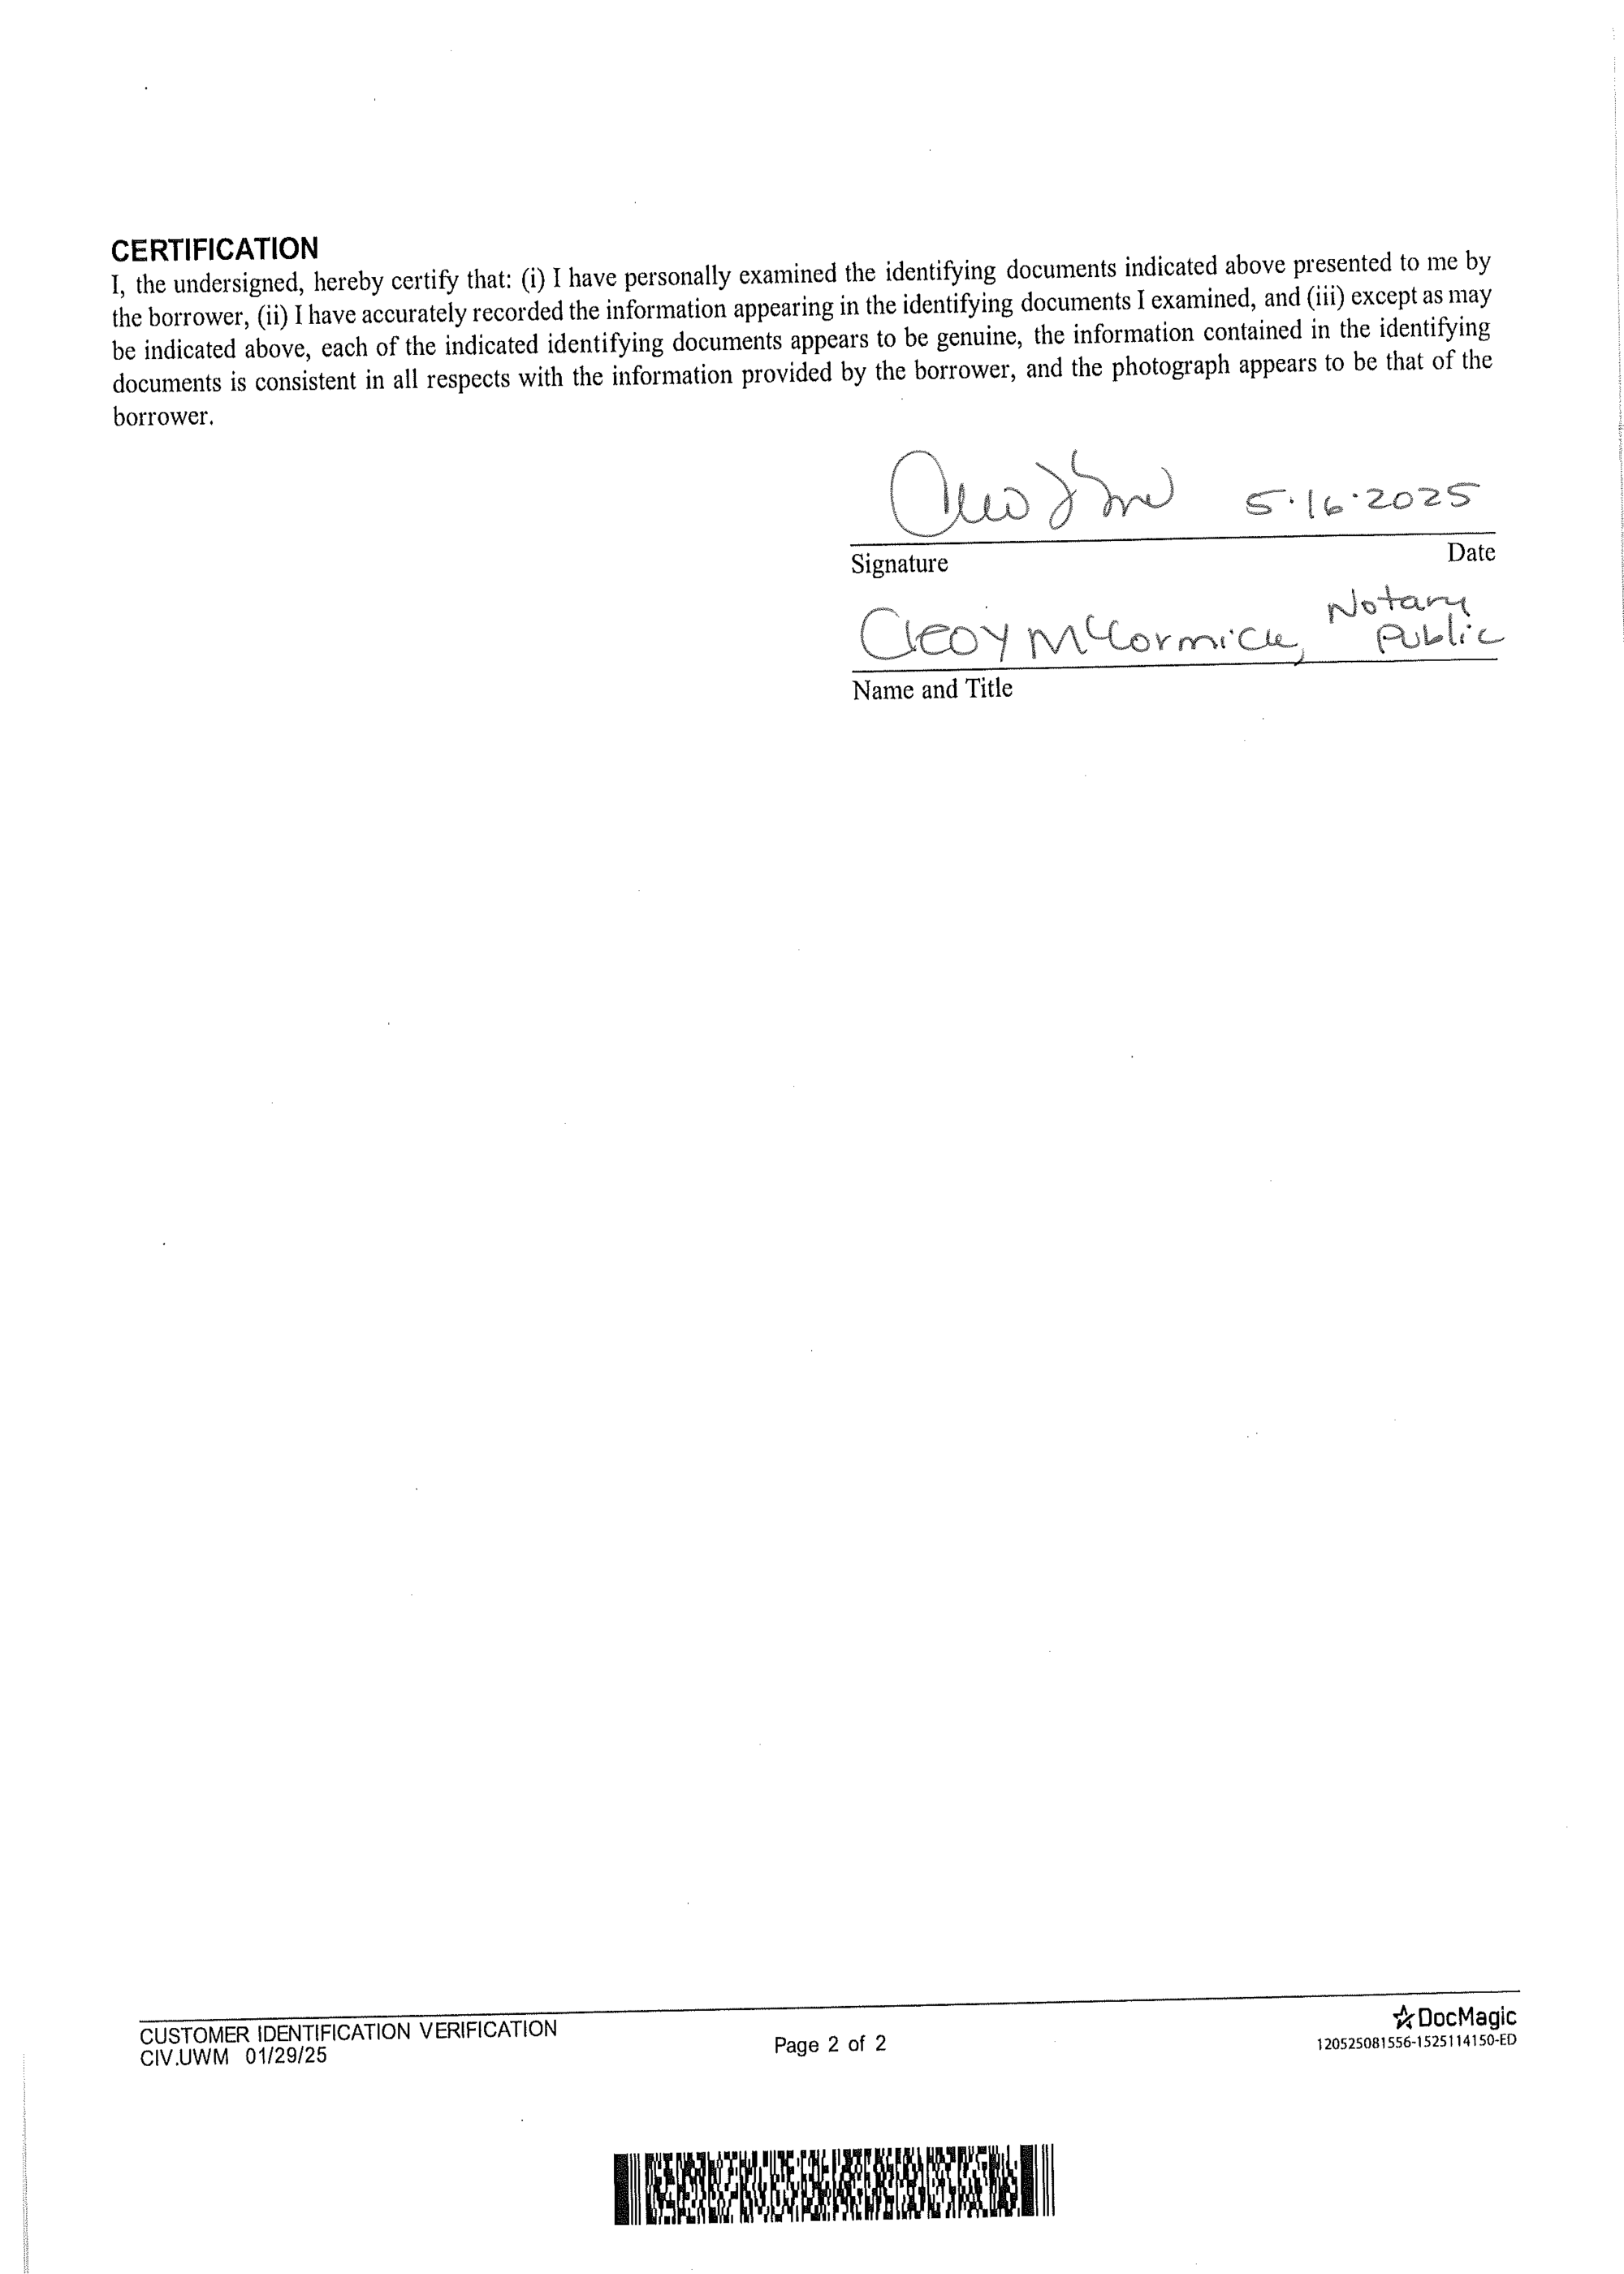 CERTIFICATION
I, the undersigned, hereby certify that: (i) I have personally examined the identifying documents indicated above presented to me by
the borrower, (ii) I have accurately recorded the information appearing in the identifying documents I examined, and (iii) except as may
be indicated above, each of the indicated identifying documents appears to be genuine, the information contained in the identifying
documents is consistent in all respects with the information provided by the borrower, and the photograph appears to be that of the
borrower.
5·16·2025
Signature Date
Cleoy McCormick, Notary Public
Name and Title
CUSTOMER IDENTIFICATION VERIFICATION
CIV.UWM 01/29/25
Page 2 of 2
DocMagic
120525081556-1525114150-ED